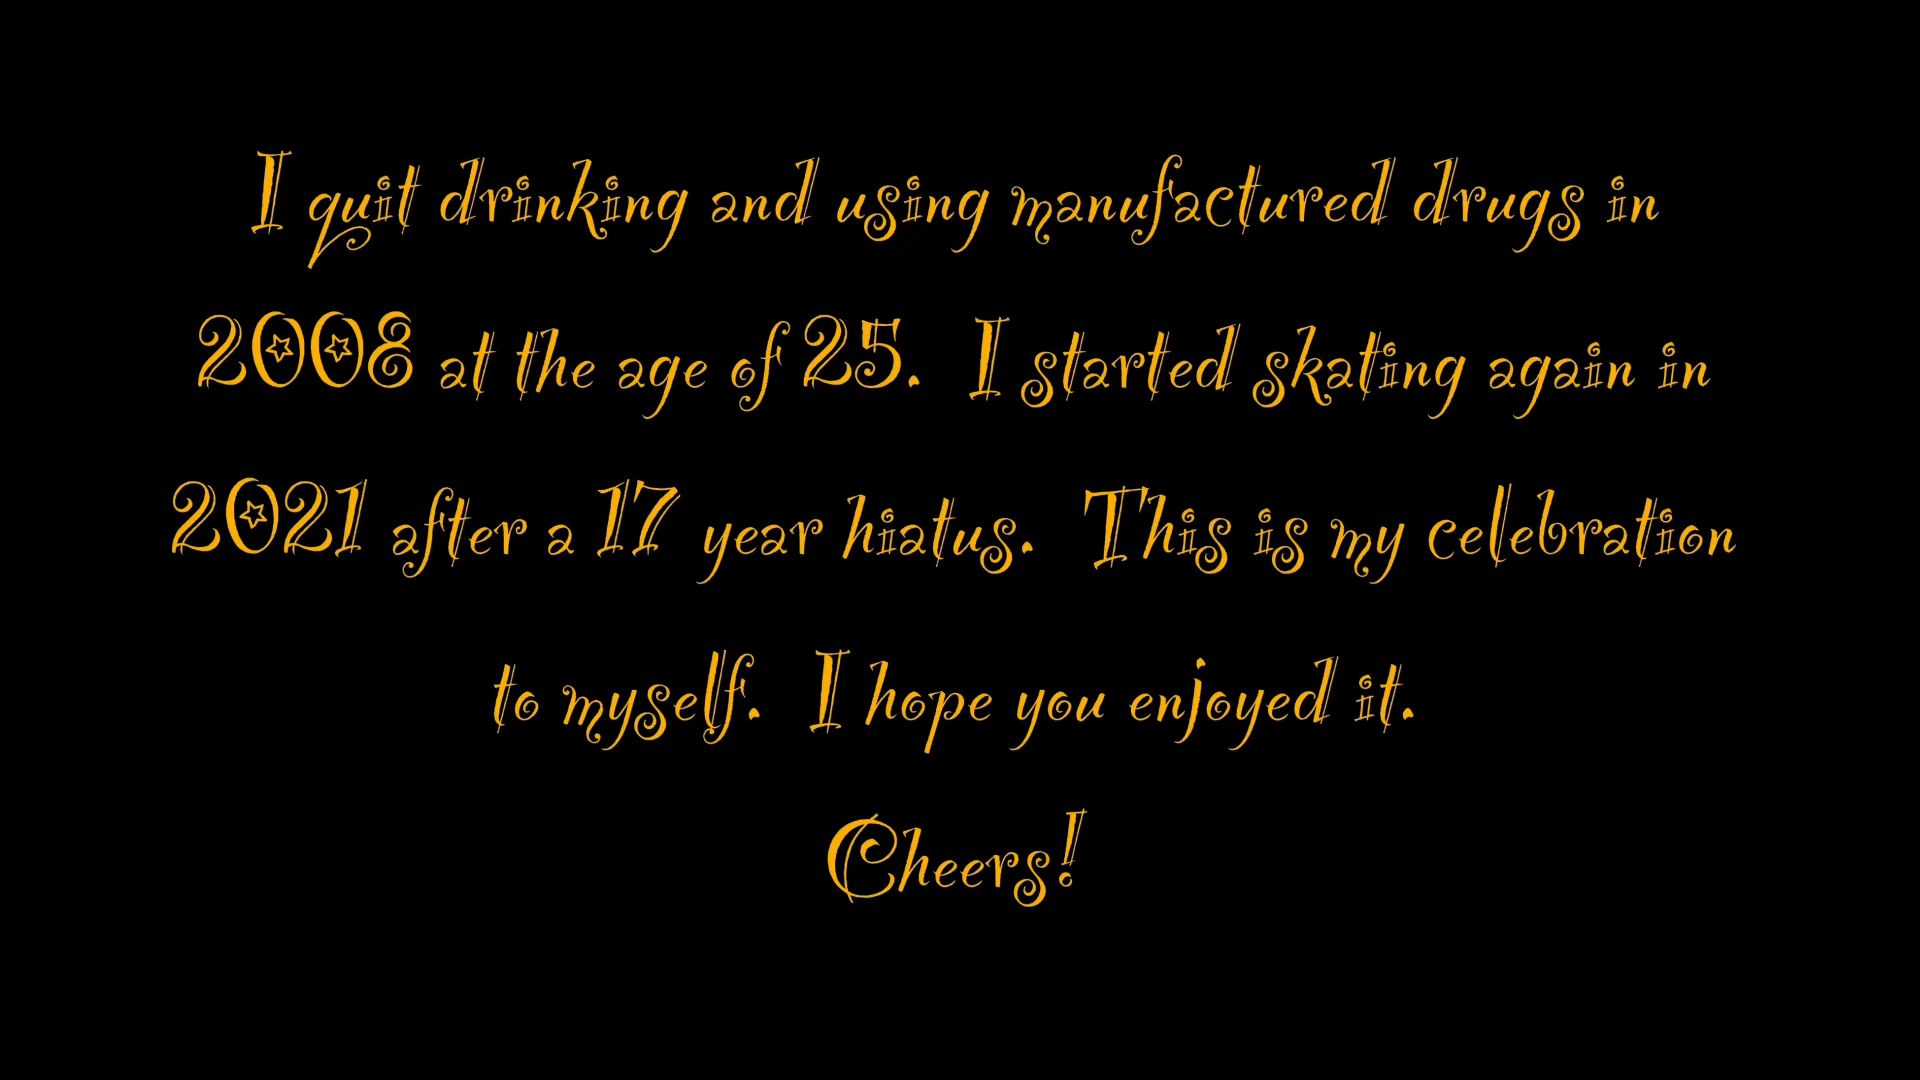 I quit drinking and using manufactured drugs in
2008 at the age of 25. I started skating again in
2021 after a 17 year hiatus. This is my celebration
to myself. I hope you enjoyed it.
Cheers!